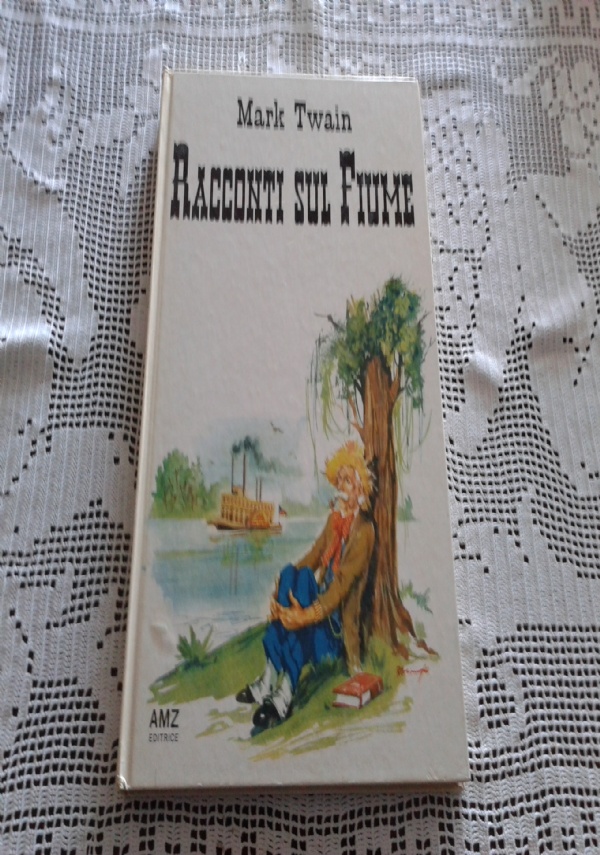 Mark Twain
RACCONTI SUL FIUME
AMZ
EDITRICE